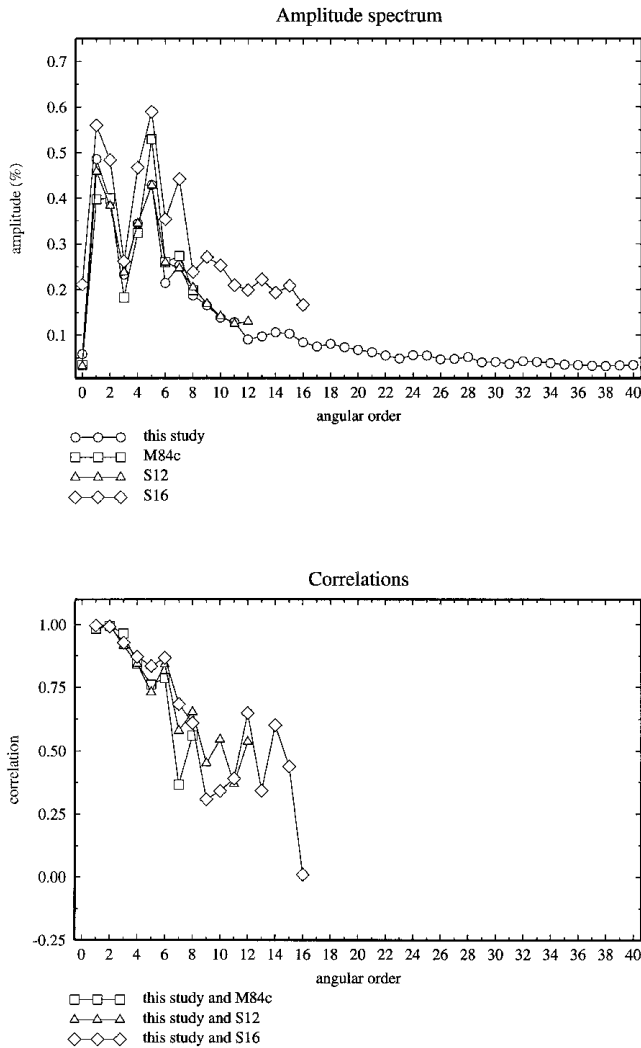 Amplitude spectrum
0.7
0.6
0.5
0.4
0.3
0.2
0.1
amplitude (%)
0 2 4 6 8 10 12 14 16 18 20 22 24 26 28 30 32 34 36 38 40
angular order
this study
M84c
S12
S16
Correlations
1.00
0.75
0.50
0.25
0.00
-0.25
correlation
0 2 4 6 8 10 12 14 16 18 20 22 24 26 28 30 32 34 36 38 40
angular order
this study and M84c
this study and S12
this study and S16